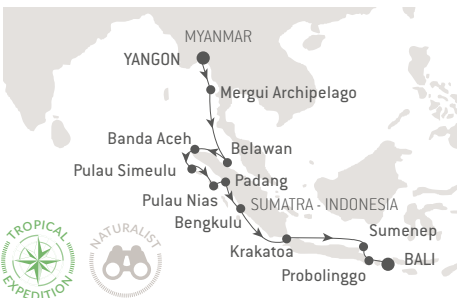 MYANMAR
YANGON
Mergui Archipelago
Banda Aceh
Belawan
Pulau Simeulu
Padang
Pulau Nias
SUMATRA - INDONESIA
Bengkulu
Sumenep
Krakatoa
BALI
Probolinggo
TROPICAL
EXPEDITION
NATURALIST